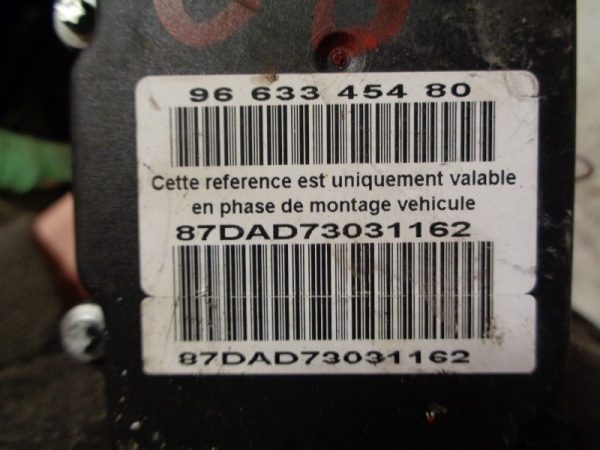 96 633 454 80
Cette reference est uniquement valable
en phase de montage vehicule
87DAD73031162
87DAD73031162